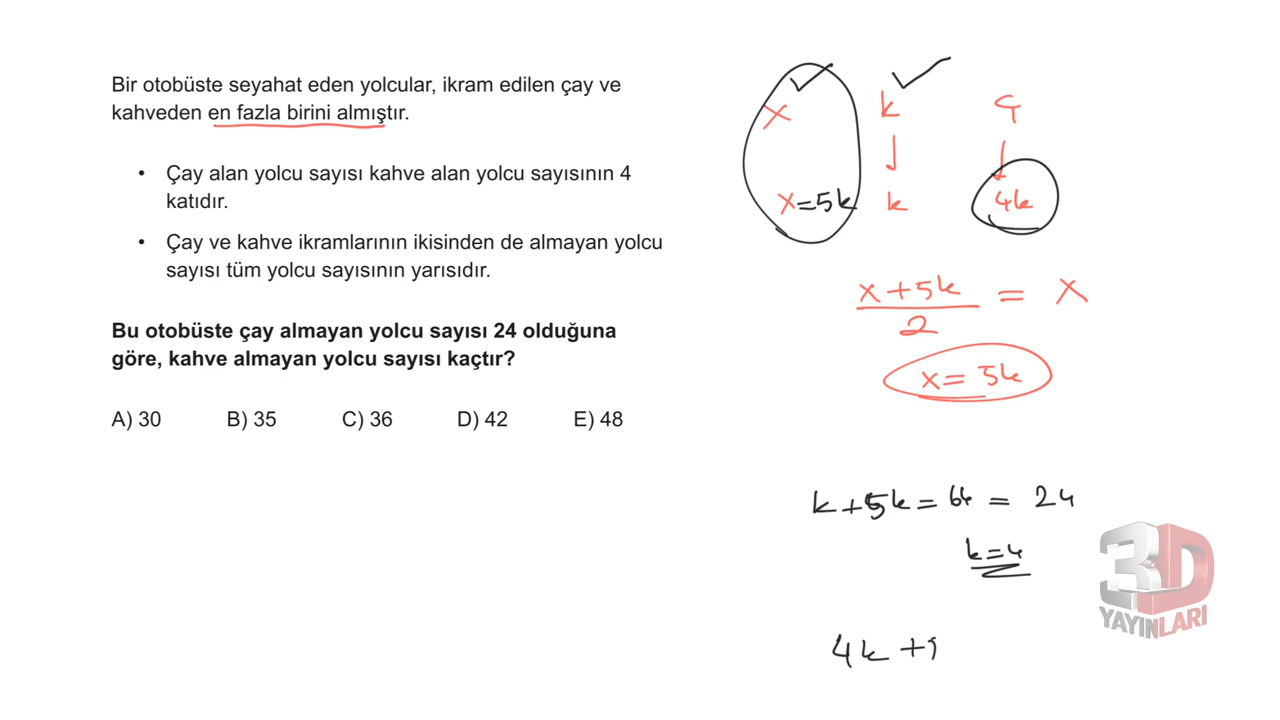 Bir otobüste seyahat eden yolcular, ikram edilen çay ve
kahveden en fazla birini almıştır.
• Çay alan yolcu sayısı kahve alan yolcu sayısının 4
katıdır.
• Çay ve kahve ikramlarının ikisinden de almayan yolcu
sayısı tüm yolcu sayısının yarısıdır.
Bu otobüste çay almayan yolcu sayısı 24 olduğuna
göre, kahve almayan yolcu sayısı kaçtır?
A) 30 B) 35 C) 36 D) 42 E) 48
x k Ç
x=5k k 4k
x+5k = x
2
x= 5k
k+5k = 6k = 24
k=4
4k +
3D
YAYINLARI